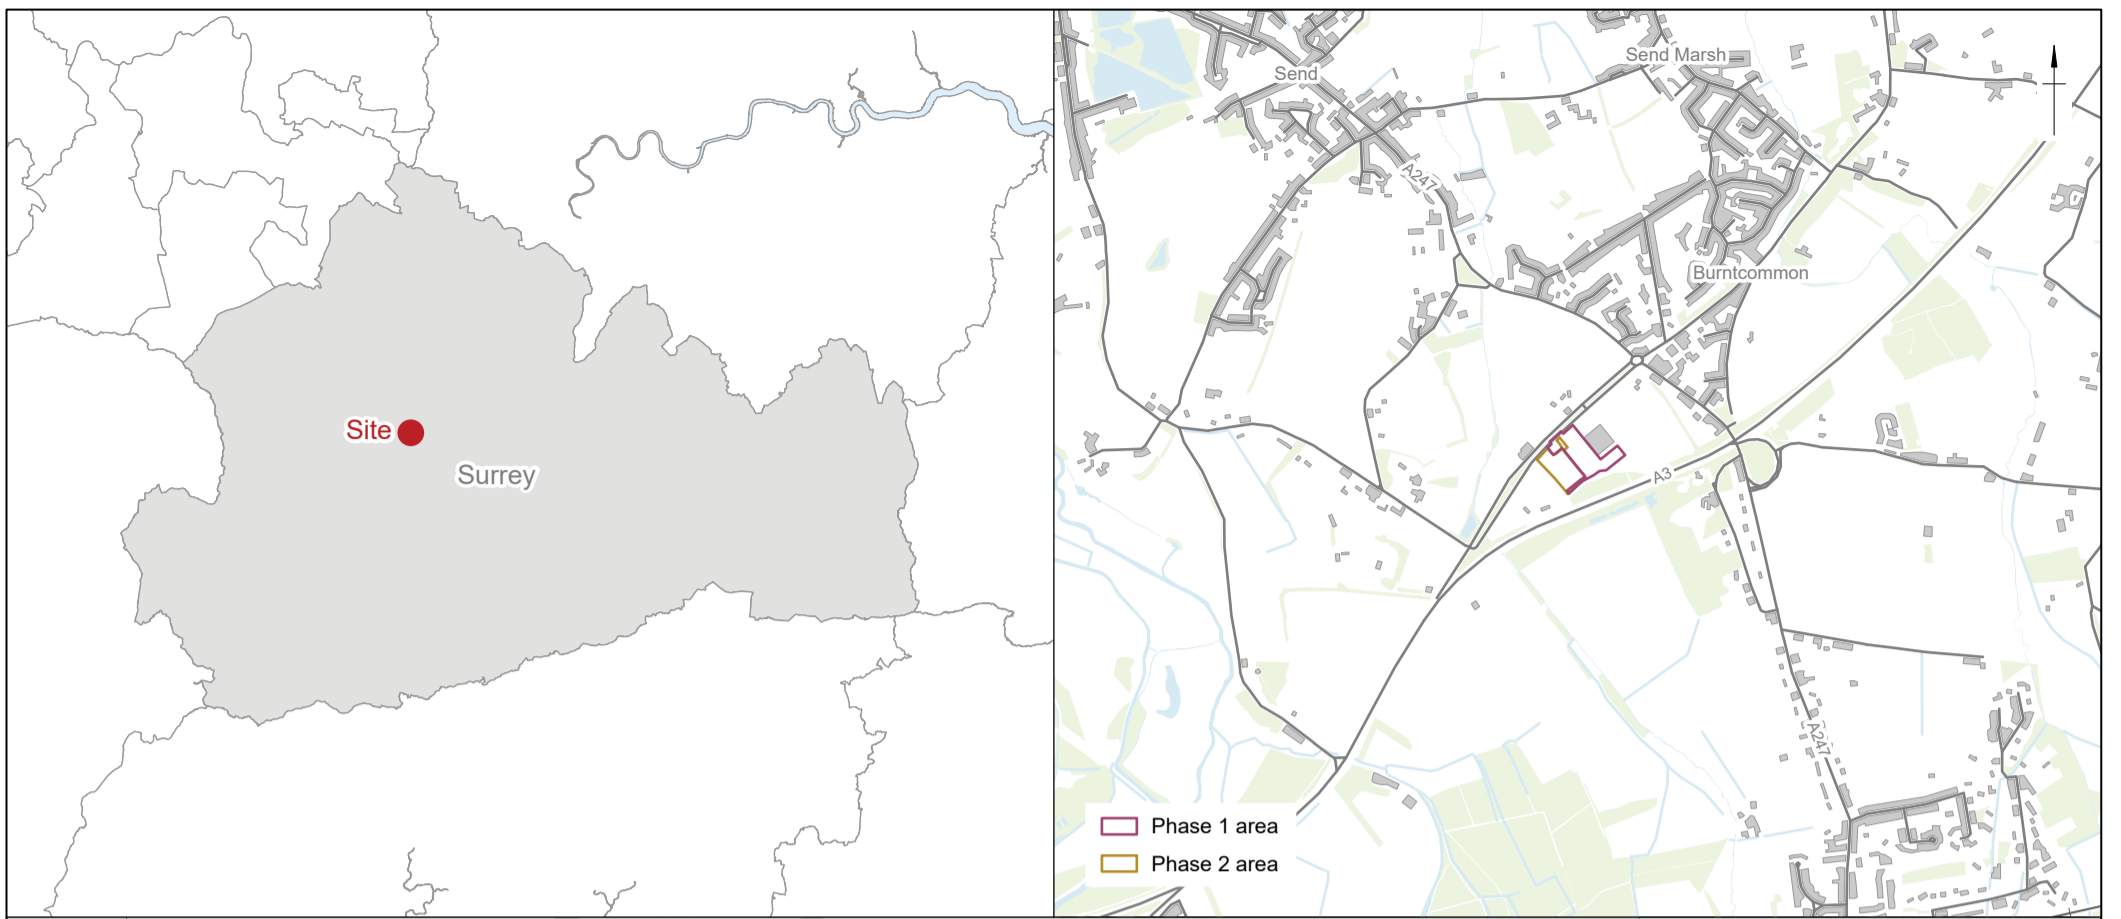 Site
Surrey
Send Marsh
Send
A247
Burntcommon
A3
A247
Phase 1 area
Phase 2 area